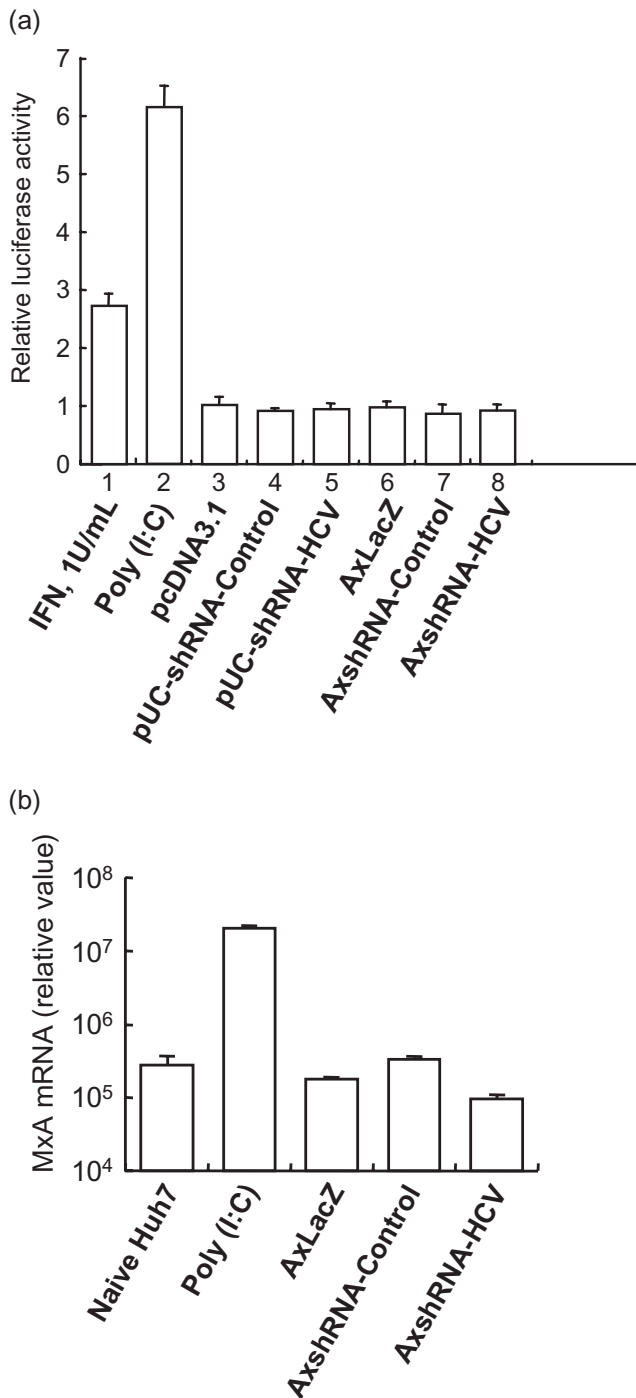 (a)
Relative luciferase activity
7
6
5
4
3
2
1
0
1 2 3 4 5 6 7 8
IFN, 1U/mL
Poly (I:C)
pcDNA3.1
pUC-shRNA-Control
pUC-shRNA-HCV
AxLacZ
AxshRNA-Control
AxshRNA-HCV
(b)
MxA mRNA (relative value)
10⁸
10⁷
10⁶
10⁵
10⁴
Naive Huh7
Poly (I:C)
AxLacZ
AxshRNA-Control
AxshRNA-HCV